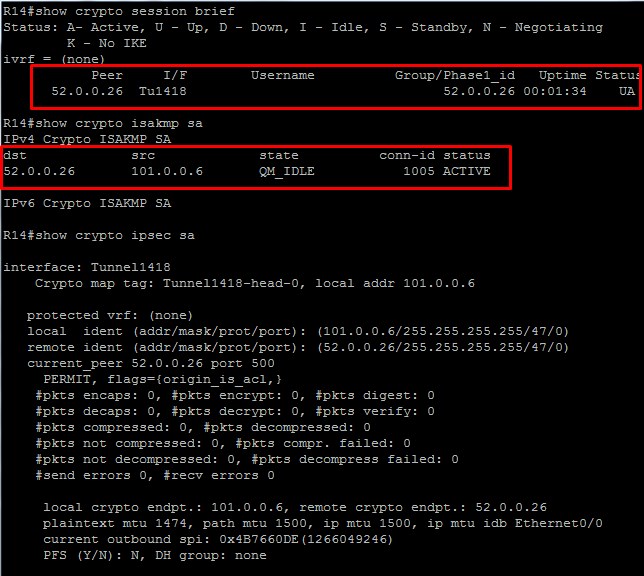 R14#show crypto session brief
Status: A- Active, U - Up, D - Down, I - Idle, S - Standby, N - Negotiating
K - No IKE
ivrf = (none)
Peer I/F Username Group/Phase1_id Uptime Status
52.0.0.26 Tu1418 52.0.0.26 00:01:34 UA
R14#show crypto isakmp sa
IPv4 Crypto ISAKMP SA
dst src state conn-id status
52.0.0.26 101.0.0.6 QM_IDLE 1005 ACTIVE
IPv6 Crypto ISAKMP SA
R14#show crypto ipsec sa
interface: Tunnel1418
Crypto map tag: Tunnel1418-head-0, local addr 101.0.0.6
protected vrf: (none)
local ident (addr/mask/prot/port): (101.0.0.6/255.255.255.255/47/0)
remote ident (addr/mask/prot/port): (52.0.0.26/255.255.255.255/47/0)
current_peer 52.0.0.26 port 500
PERMIT, flags={origin_is_acl,}
#pkts encaps: 0, #pkts encrypt: 0, #pkts digest: 0
#pkts decaps: 0, #pkts decrypt: 0, #pkts verify: 0
#pkts compressed: 0, #pkts decompressed: 0
#pkts not compressed: 0, #pkts compr. failed: 0
#pkts not decompressed: 0, #pkts decompress failed: 0
#send errors 0, #recv errors 0
local crypto endpt.: 101.0.0.6, remote crypto endpt.: 52.0.0.26
plaintext mtu 1474, path mtu 1500, ip mtu 1500, ip mtu idb Ethernet0/0
current outbound spi: 0x4B7660DE(1266049246)
PFS (Y/N): N, DH group: none